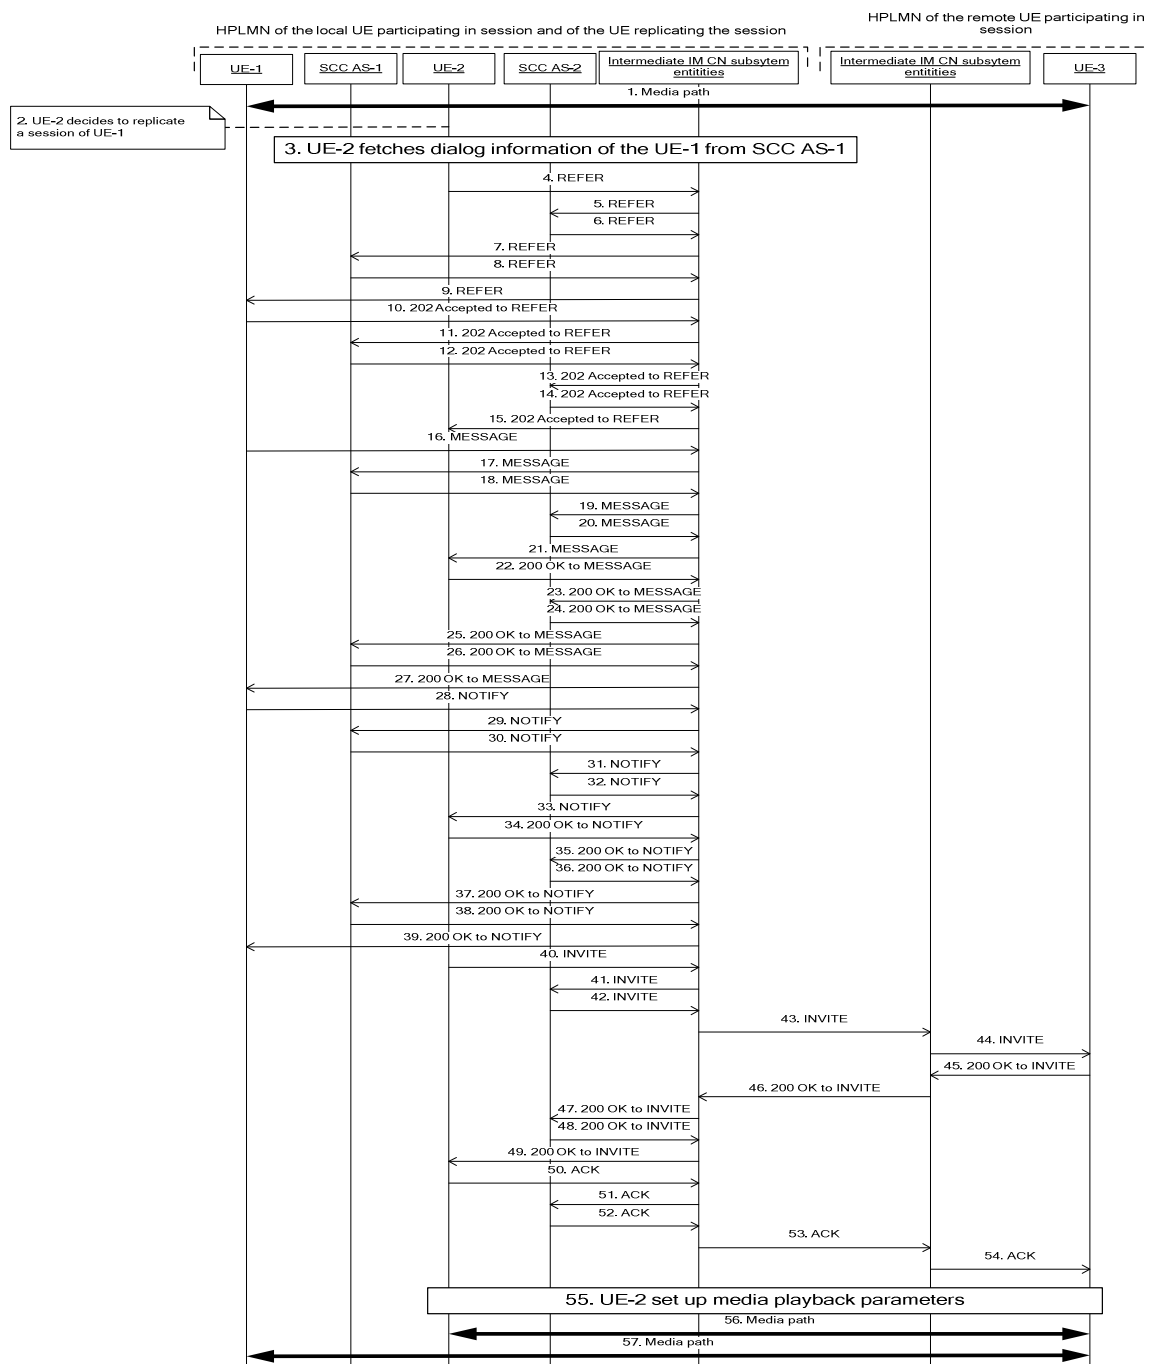 HPLMN of the local UE participating in session and of the UE replicating the session
HPLMN of the remote UE participating in
session
UE-1
SCC AS-1
UE-2
SCC AS-2
Intermediate IM CN subsytem
entitities
Intermediate IM CN subsytem
entitities
UE-3
1. Media path
2. UE-2 decides to replicate
a session of UE-1
3. UE-2 fetches dialog information of the UE-1 from SCC AS-1
4. REFER
5. REFER
6. REFER
7. REFER
8. REFER
9. REFER
10. 202 Accepted to REFER
11. 202 Accepted to REFER
12. 202 Accepted to REFER
13. 202 Accepted to REFER
14. 202 Accepted to REFER
15. 202 Accepted to REFER
16. MESSAGE
17. MESSAGE
18. MESSAGE
19. MESSAGE
20. MESSAGE
21. MESSAGE
22. 200 OK to MESSAGE
23. 200 OK to MESSAGE
24. 200 OK to MESSAGE
25. 200 OK to MESSAGE
26. 200 OK to MESSAGE
27. 200 OK to MESSAGE
28. NOTIFY
29. NOTIFY
30. NOTIFY
31. NOTIFY
32. NOTIFY
33. NOTIFY
34. 200 OK to NOTIFY
35. 200 OK to NOTIFY
36. 200 OK to NOTIFY
37. 200 OK to NOTIFY
38. 200 OK to NOTIFY
39. 200 OK to NOTIFY
40. INVITE
41. INVITE
42. INVITE
43. INVITE
44. INVITE
45. 200 OK to INVITE
46. 200 OK to INVITE
47. 200 OK to INVITE
48. 200 OK to INVITE
49. 200 OK to INVITE
50. ACK
51. ACK
52. ACK
53. ACK
54. ACK
55. UE-2 set up media playback parameters
56. Media path
57. Media path